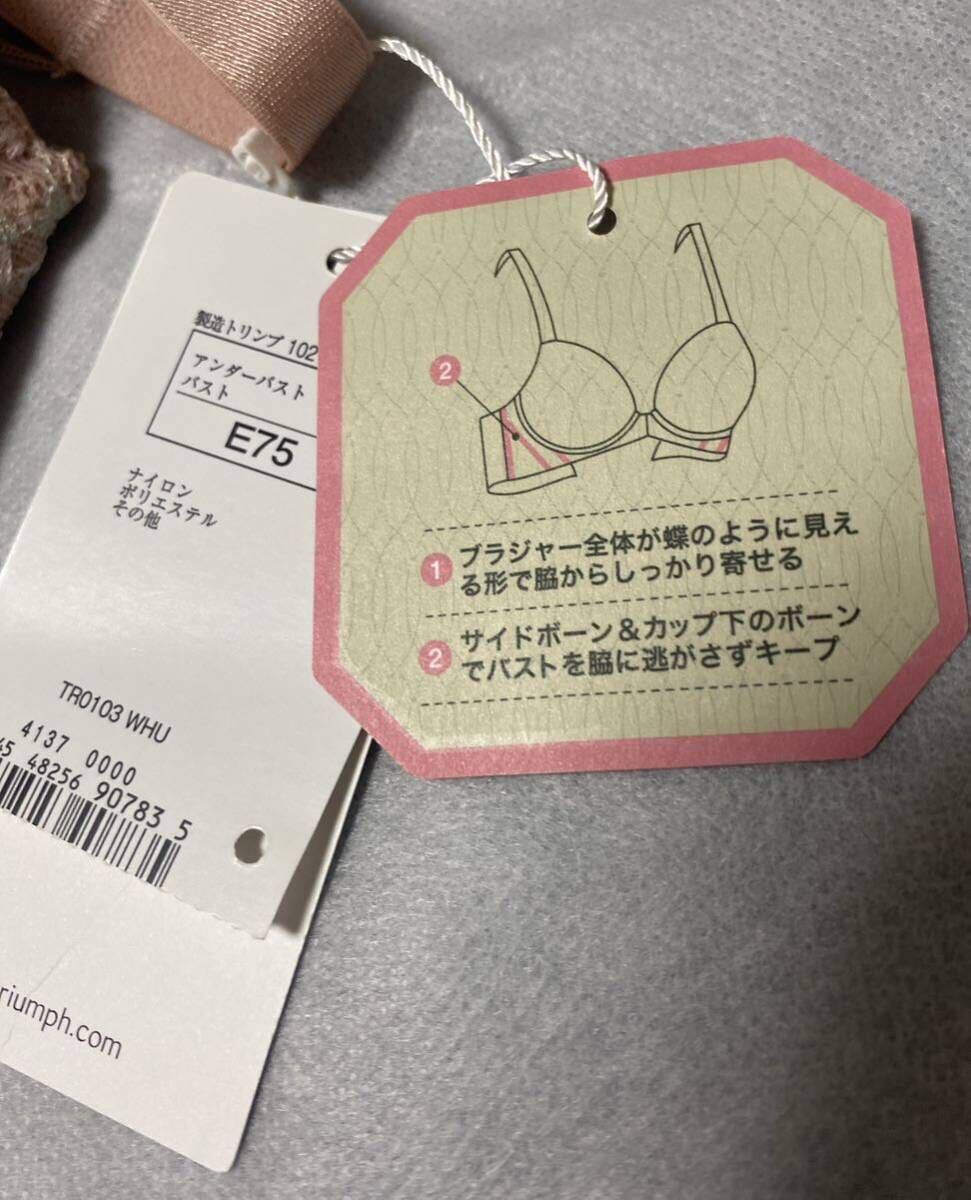 製造トリンプ 102
アンダーバスト
バスト
E75
ナイロン
ポリエステル
その他
TR0103 WHU
4137 0000
45 48256 90783 5
riumph.com
2
1 ブラジャー全体が蝶のように見え
る形で脇からしっかり寄せる
2 サイドボーン&カップ下のボーン
でバストを脇に逃がさずキープ